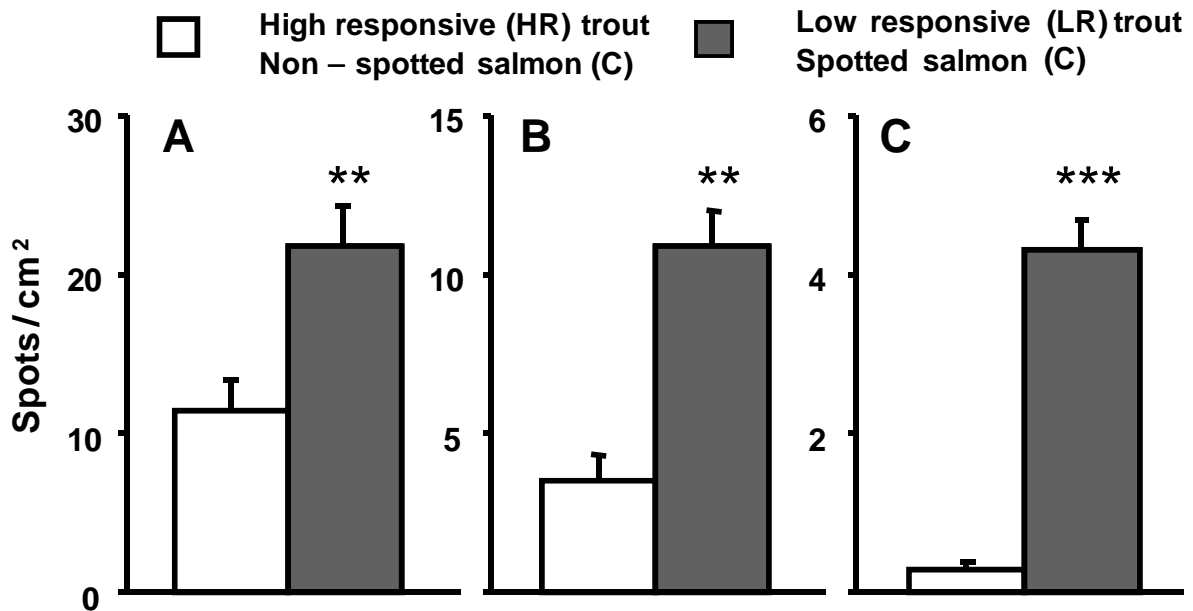 High responsive (HR) trout
Non – spotted salmon (C)
Low responsive (LR) trout
Spotted salmon (C)
Spots / cm²
30
20
10
0
A
**
15
10
5
B
**
6
4
2
C
***